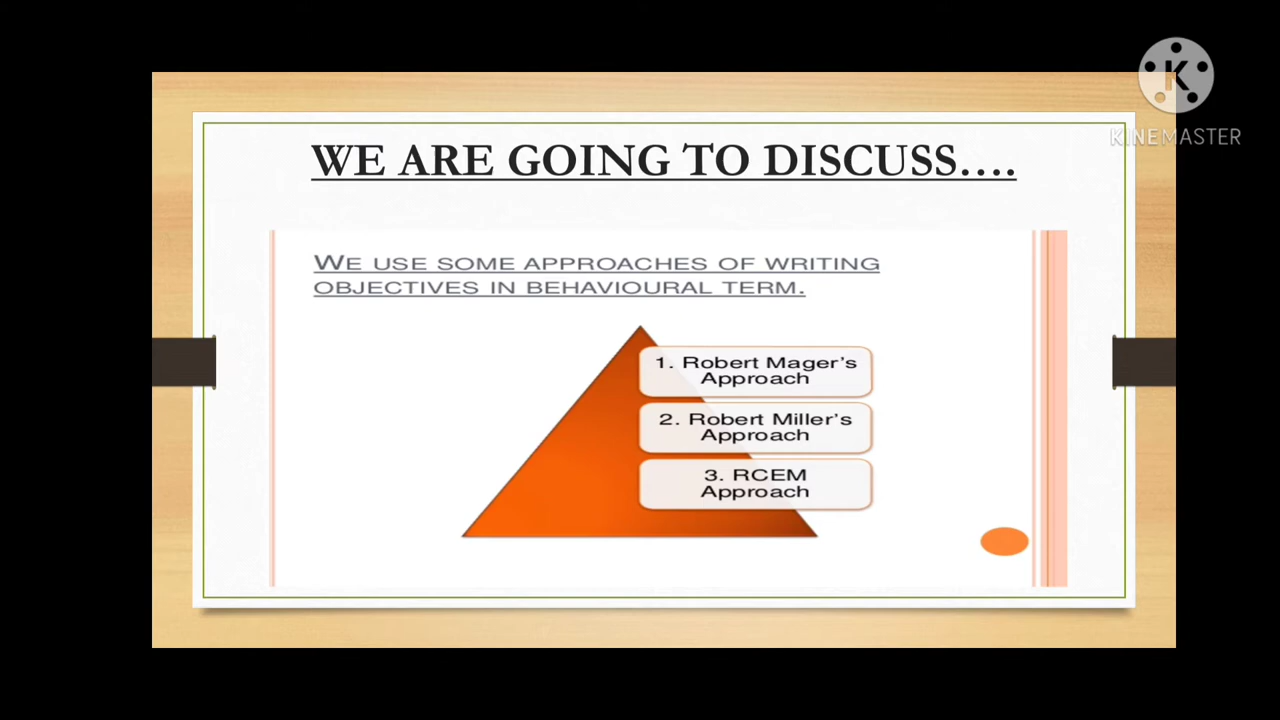 K
KINEMASTER
WE ARE GOING TO DISCUSS….
WE USE SOME APPROACHES OF WRITING
OBJECTIVES IN BEHAVIOURAL TERM.
1. Robert Mager's
Approach
2. Robert Miller's
Approach
3. RCEM
Approach